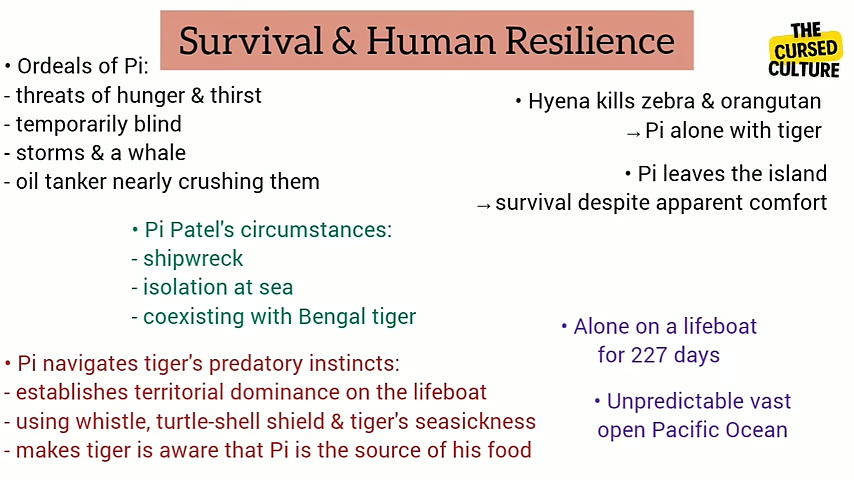 Survival & Human Resilience
THE
CURSED
CULTURE
• Ordeals of Pi:
- threats of hunger & thirst
- temporarily blind
- storms & a whale
- oil tanker nearly crushing them
• Hyena kills zebra & orangutan
→Pi alone with tiger
• Pi leaves the island
→survival despite apparent comfort
• Pi Patel's circumstances:
- shipwreck
- isolation at sea
- coexisting with Bengal tiger
• Alone on a lifeboat
for 227 days
• Unpredictable vast
open Pacific Ocean
• Pi navigates tiger's predatory instincts:
- establishes territorial dominance on the lifeboat
- using whistle, turtle-shell shield & tiger's seasickness
- makes tiger is aware that Pi is the source of his food